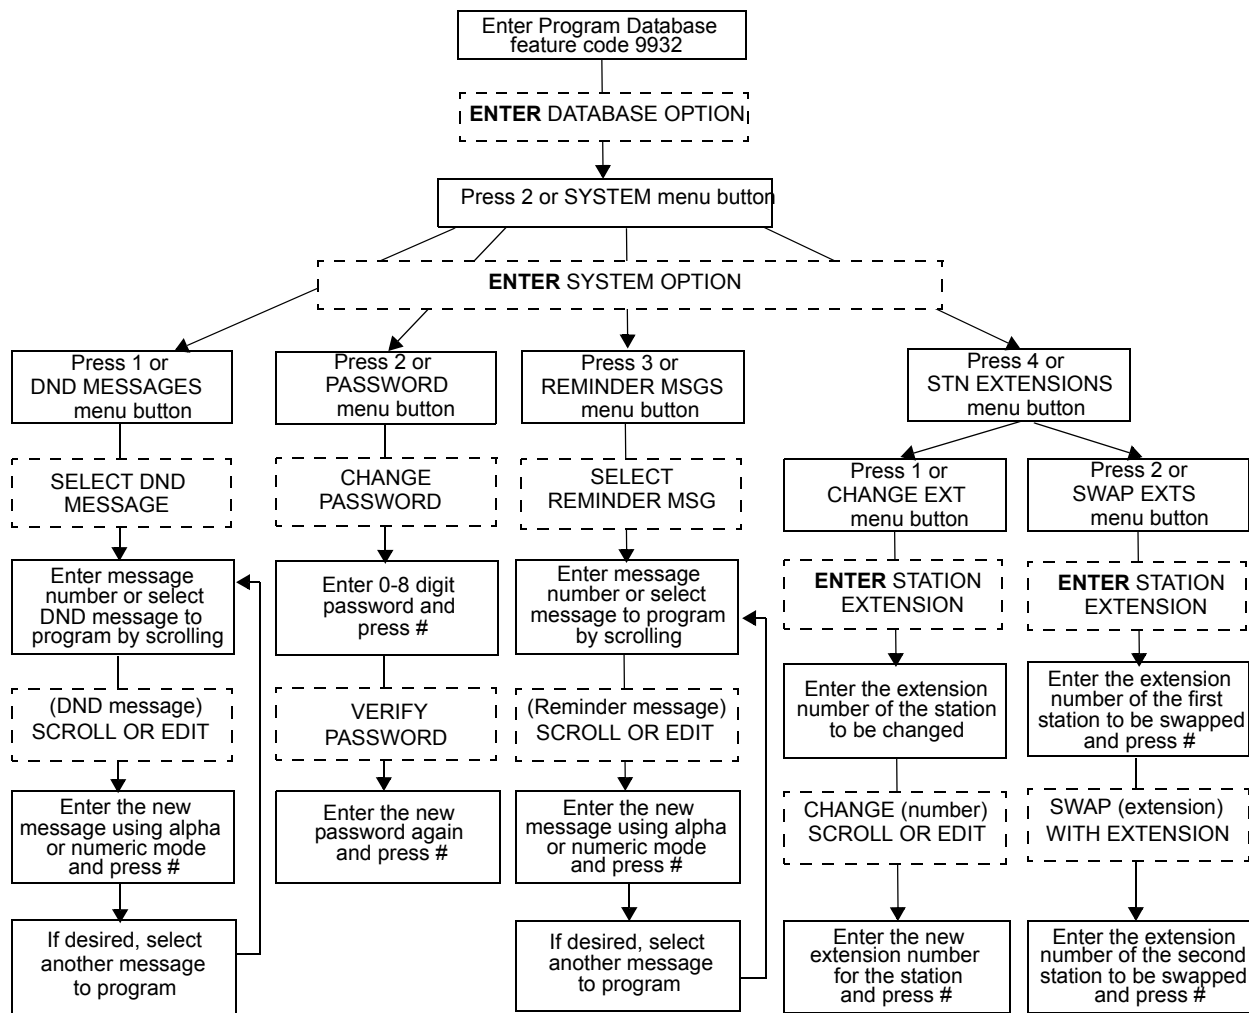 Enter Program Database
feature code 9932
ENTER DATABASE OPTION
Press 2 or SYSTEM menu button
ENTER SYSTEM OPTION
Press 1 or
DND MESSAGES
menu button
SELECT DND
MESSAGE
Enter message
number or select
DND message to
program by scrolling
(DND message)
SCROLL OR EDIT
Enter the new
message using alpha
or numeric mode
and press #
If desired, select
another message
to program
Press 2 or
PASSWORD
menu button
CHANGE
PASSWORD
Enter 0-8 digit
password and
press #
VERIFY
PASSWORD
Enter the new
password again
and press #
Press 3 or
REMINDER MSGS
menu button
SELECT
REMINDER MSG
Enter message
number or select
message to program
by scrolling
(Reminder message)
SCROLL OR EDIT
Enter the new
message using alpha
or numeric mode
and press #
If desired, select
another message
to program
Press 4 or
STN EXTENSIONS
menu button
Press 1 or
CHANGE EXT
menu button
ENTER STATION
EXTENSION
Enter the extension
number of the station
to be changed
CHANGE (number)
SCROLL OR EDIT
Enter the new
extension number
for the station
and press #
Press 2 or
SWAP EXTS
menu button
ENTER STATION
EXTENSION
Enter the extension
number of the first
station to be swapped
and press #
SWAP (extension)
WITH EXTENSION
Enter the extension
number of the second
station to be swapped
and press #